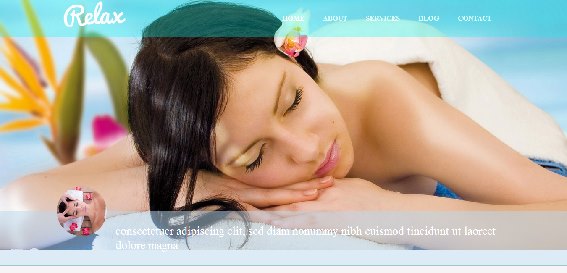 Relax
HOME ABOUT SERVICES BLOG CONTACT
consectetuer adipiscing elit, sed diam nonummy nibh euismod tincidunt ut laoreet
dolore magna